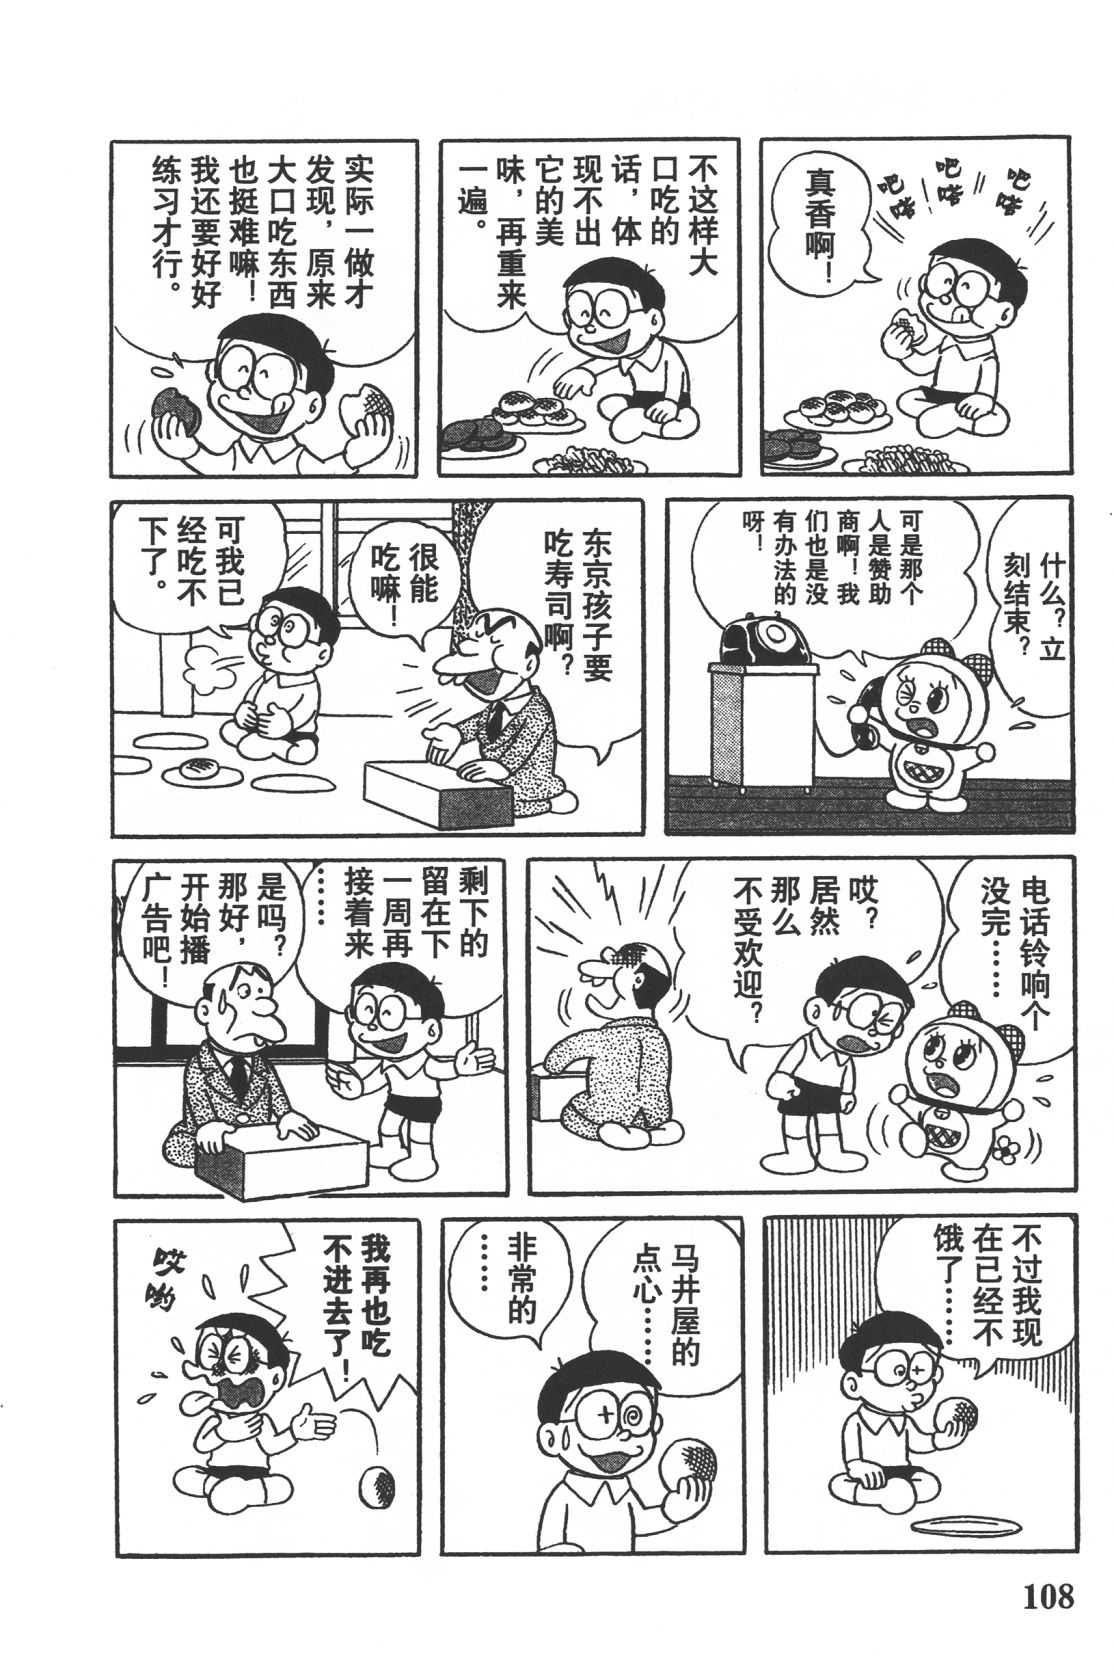 吧嗒
吧嗒
吧嗒
真香啊！
不这样大
口吃的
话，体
现不出
它的美
味，再重来
一遍。
实际一做才
发现，原来
大口吃东西
也挺难嘛！
我还要好好
练习才行。
什么？立
刻结束？
可是那个
人是赞助
商啊！我
们也是没
有办法的
呀！
东京孩子要
吃寿司啊？
很能
吃嘛！
可我已
经吃不
下了。
电话铃响个
没完……
哎？
居然
那么
不受欢迎？
剩下的
留在下
一周再
接着来
……
是吗？
那好，
开始播
广告吧！
不过我现
在已经不
饿了……
马井屋的
点心……
非常的
……
我再也吃
不进去了！
哎哟
108